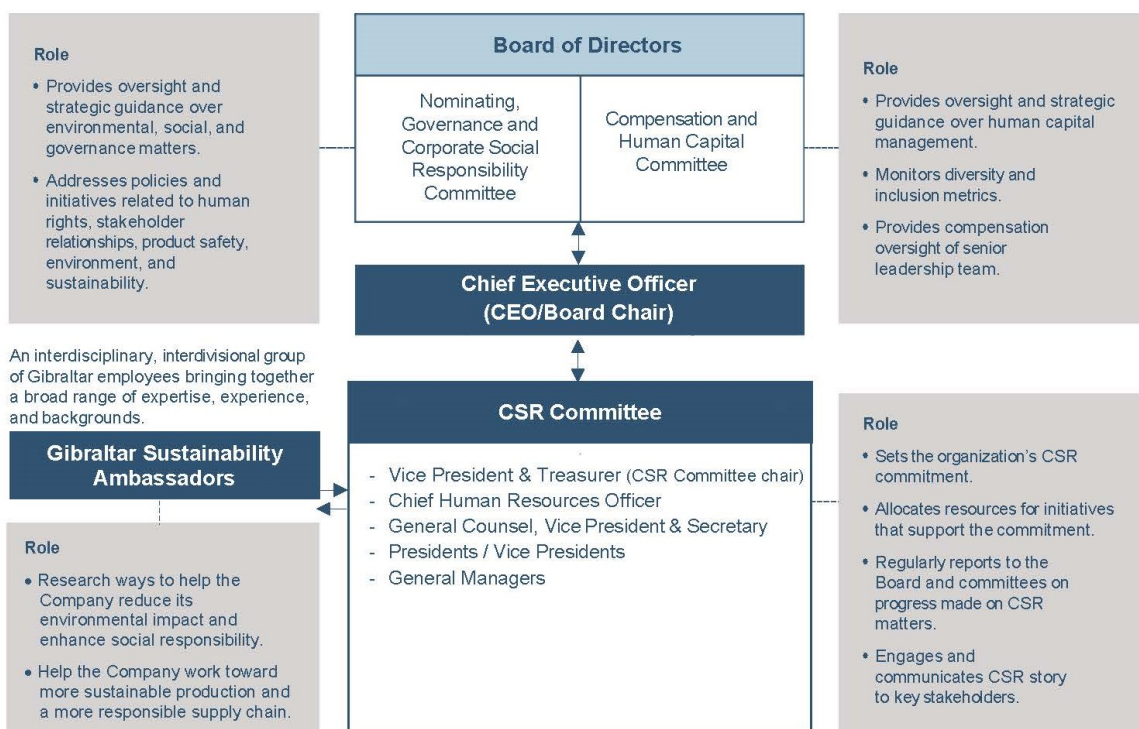 Role
• Provides oversight and
strategic guidance over
environmental, social, and
governance matters.
• Addresses policies and
initiatives related to human
rights, stakeholder
relationships, product safety,
environment, and
sustainability.
Board of Directors
Nominating,
Governance and
Corporate Social
Responsibility
Committee
Compensation and
Human Capital
Committee
Role
• Provides oversight and strategic
guidance over human capital
management.
• Monitors diversity and
inclusion metrics.
• Provides compensation
oversight of senior
leadership team.
Chief Executive Officer
(CEO/Board Chair)
An interdisciplinary, interdivisional group
of Gibraltar employees bringing together
a broad range of expertise, experience,
and backgrounds.
Gibraltar Sustainability
Ambassadors
Role
• Research ways to help the
Company reduce its
environmental impact and
enhance social responsibility.
• Help the Company work toward
more sustainable production and
a more responsible supply chain.
CSR Committee
- Vice President & Treasurer (CSR Committee chair)
- Chief Human Resources Officer
- General Counsel, Vice President & Secretary
- Presidents / Vice Presidents
- General Managers
Role
• Sets the organization's CSR
commitment.
• Allocates resources for initiatives
that support the commitment.
• Regularly reports to the
Board and committees on
progress made on CSR
matters.
• Engages and
communicates CSR story
to key stakeholders.